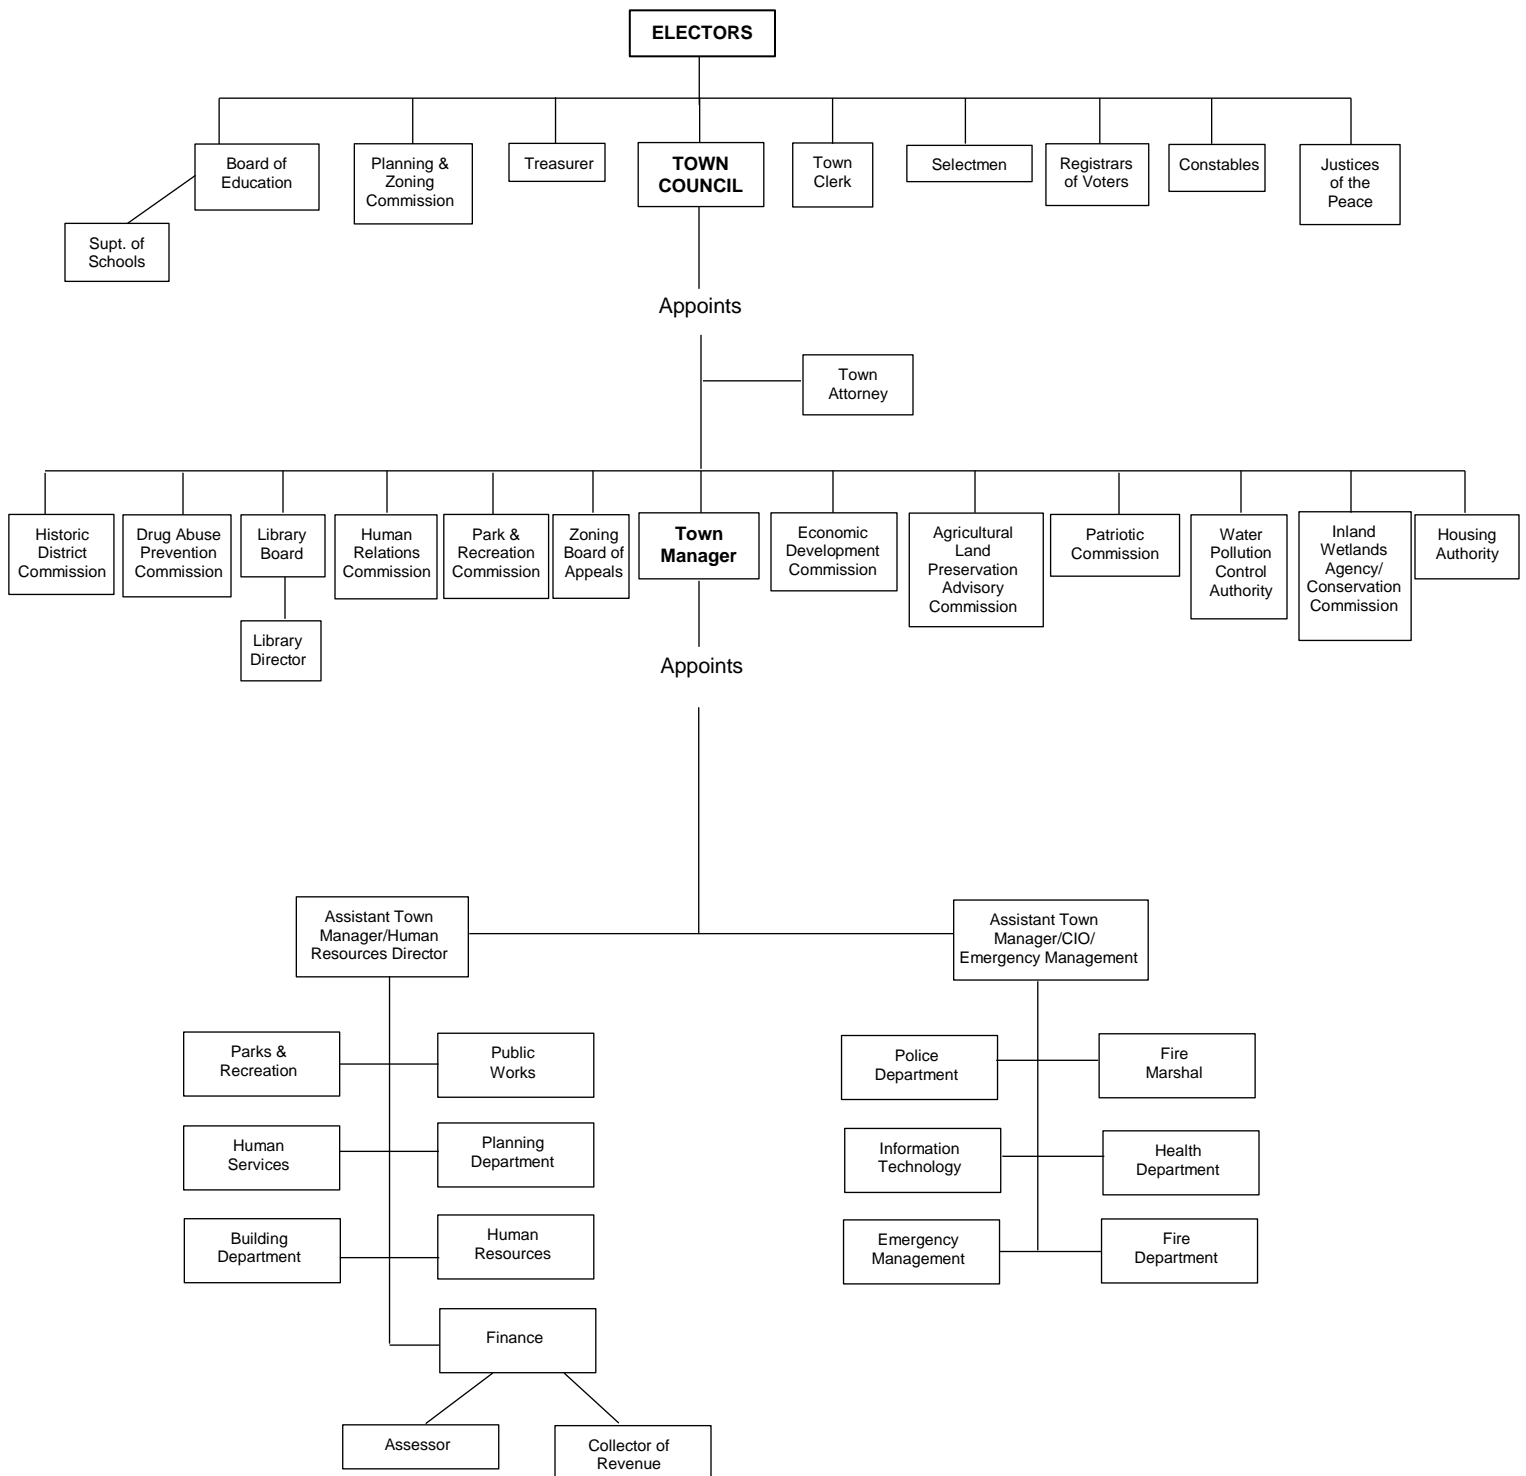 ELECTORS
Board of
Education
Planning &
Zoning
Commission
Treasurer
TOWN
COUNCIL
Town
Clerk
Selectmen
Registrars
of Voters
Constables
Justices
of the
Peace
Supt. of
Schools
Appoints
Town
Attorney
Historic
District
Commission
Drug Abuse
Prevention
Commission
Library
Board
Human
Relations
Commission
Park &
Recreation
Commission
Zoning
Board of
Appeals
Town
Manager
Economic
Development
Commission
Agricultural
Land
Preservation
Advisory
Commission
Patriotic
Commission
Water
Pollution
Control
Authority
Inland
Wetlands
Agency/
Conservation
Commission
Housing
Authority
Library
Director
Appoints
Assistant Town
Manager/Human
Resources Director
Assistant Town
Manager/CIO/
Emergency Management
Parks &
Recreation
Public
Works
Police
Department
Fire
Marshal
Human
Services
Planning
Department
Information
Technology
Health
Department
Building
Department
Human
Resources
Emergency
Management
Fire
Department
Finance
Assessor
Collector of
Revenue